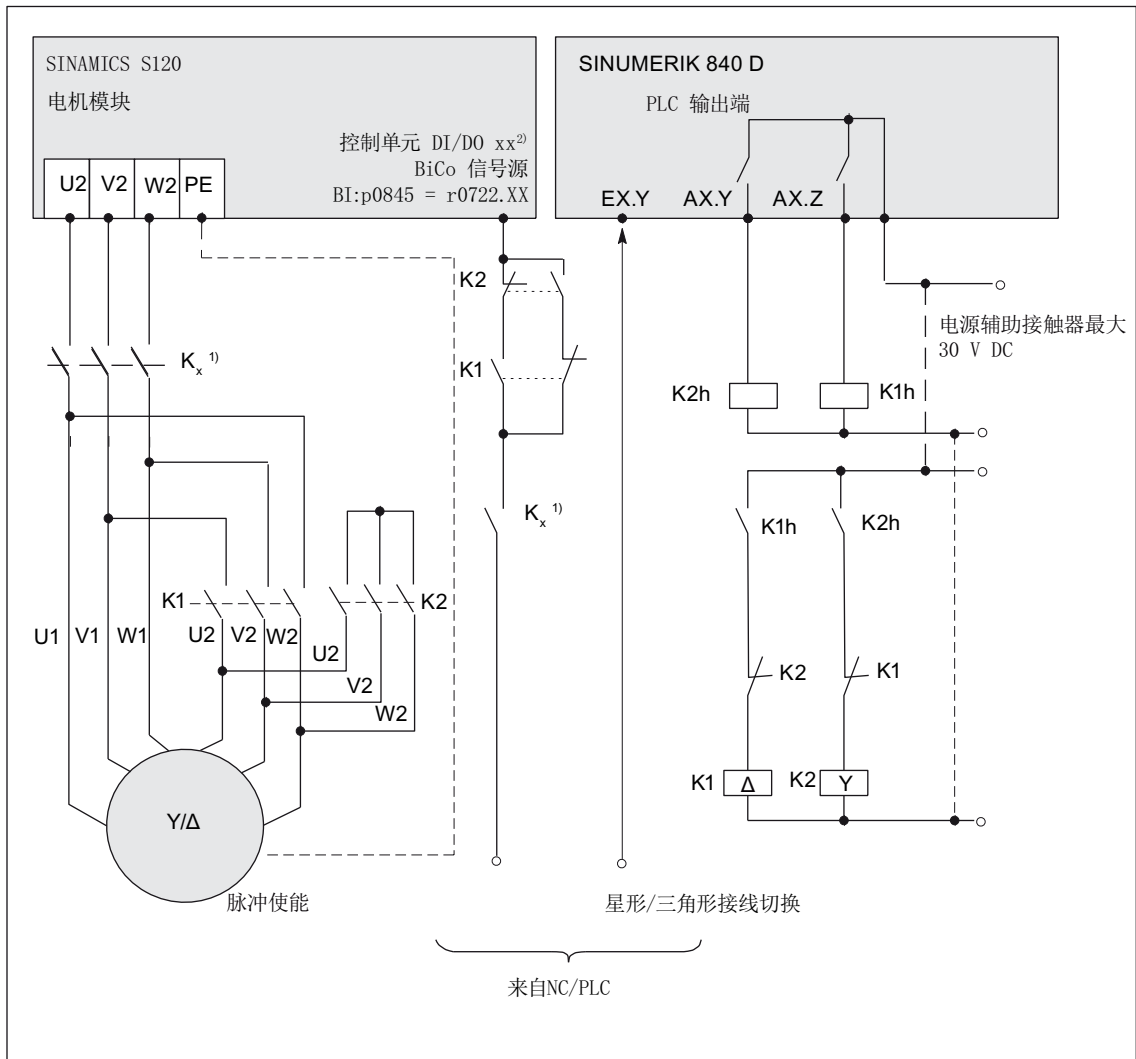 SINAMICS S120
电机模块
控制单元 DI/DO xx²⁾
BiCo 信号源
BI:p0845 = r0722.XX
U2 V2 W2 PE
SINUMERIK 840 D
PLC 输出端
EX.Y AX.Y AX.Z
K2
K1
Kₓ ¹⁾
Kₓ ¹⁾
电源辅助接触器最大
30 V DC
K2h K1h
K1h K2h
K1 K2
U1 V1 W1 U2 V2 W2
U2
V2
W2
K2 K1
K1 Δ K2 Y
Y/Δ
脉冲使能
星形/三角形接线切换
来自NC/PLC